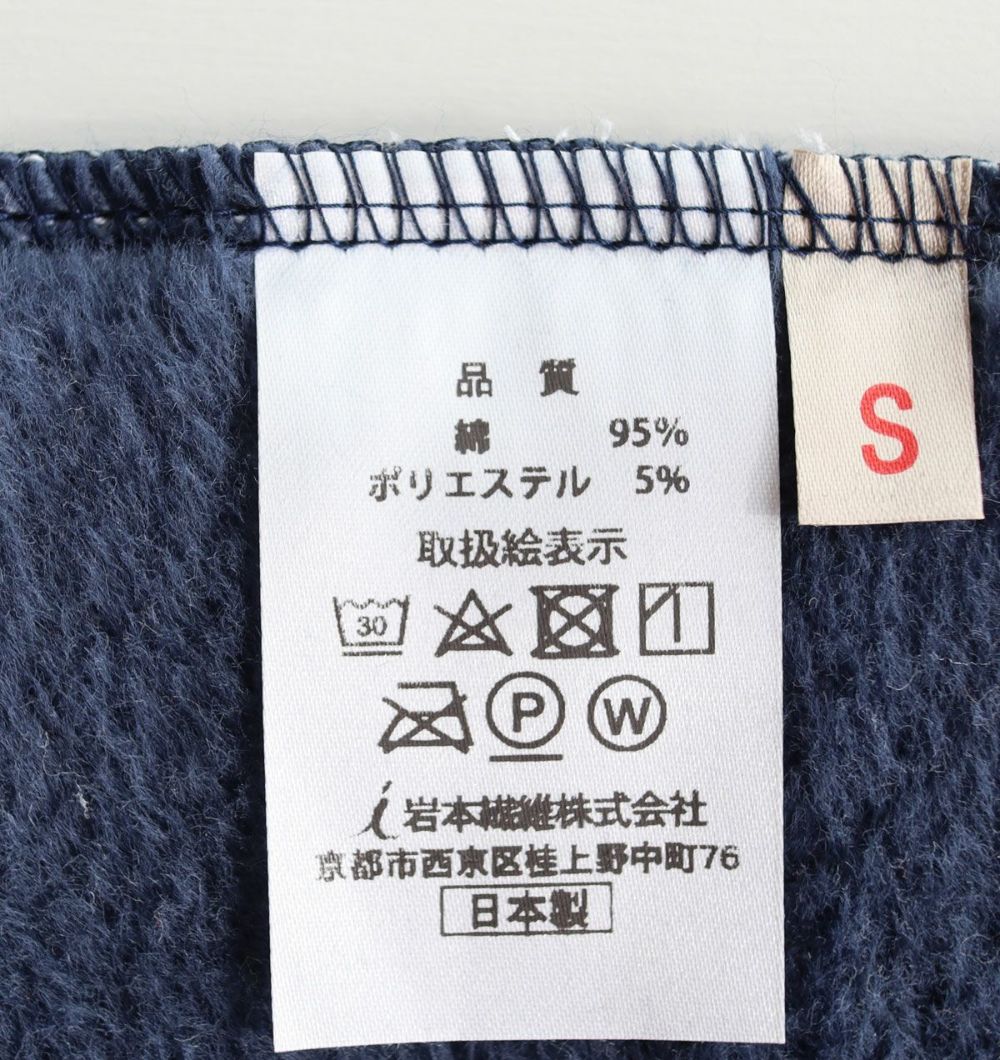 品 質
綿 95%
ポリエステル 5%
取扱絵表示
30
P W
i 岩本繊維株式会社
京都市西京区桂上野中町76
日本製
S